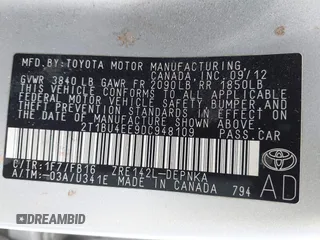 MFD. BY: TOYOTA MOTOR MANUFACTURING,
CANADA, INC. 09/12
GVWR 3840 LB GAWR FR 2090LB RR 1850LB
THIS VEHICLE CONFORMS TO ALL APPLICABLE
FEDERAL MOTOR VEHICLE SAFETY, BUMPER, AND
THEFT PREVENTION STANDARDS IN EFFECT ON THE
DATE OF MANUFACTURE SHOWN ABOVE.
2T1BU4EE9DC948109 PASS.CAR
C/TR:1F7/FB16 ZRE142L-DEPNKA
A/TM:-03A/U341E MADE IN CANADA 794
TOYOTA
AD
© DREAMBID.COM